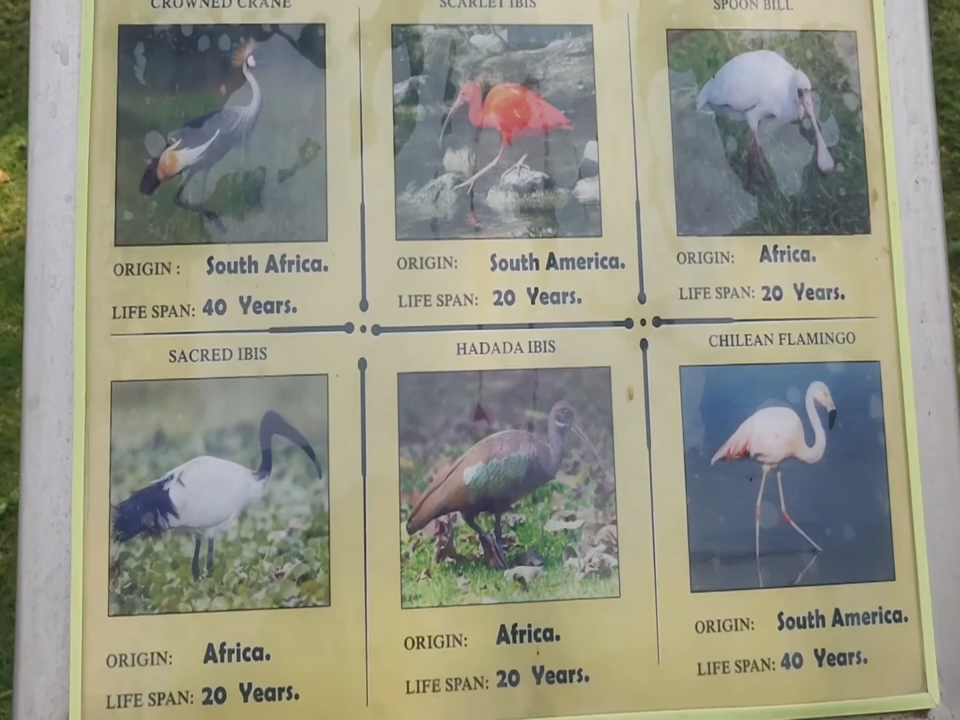 CROWNED CRANE
SCARLET IBIS
SPOON BILL
ORIGIN : South Africa.
LIFE SPAN: 40 Years.
ORIGIN: South America.
LIFE SPAN: 20 Years.
ORIGIN: Africa.
LIFE SPAN: 20 Years.
SACRED IBIS
HADADA IBIS
CHILEAN FLAMINGO
ORIGIN: Africa.
LIFE SPAN: 20 Years.
ORIGIN: Africa.
LIFE SPAN: 20 Years.
ORIGIN: South America.
LIFE SPAN: 40 Years.